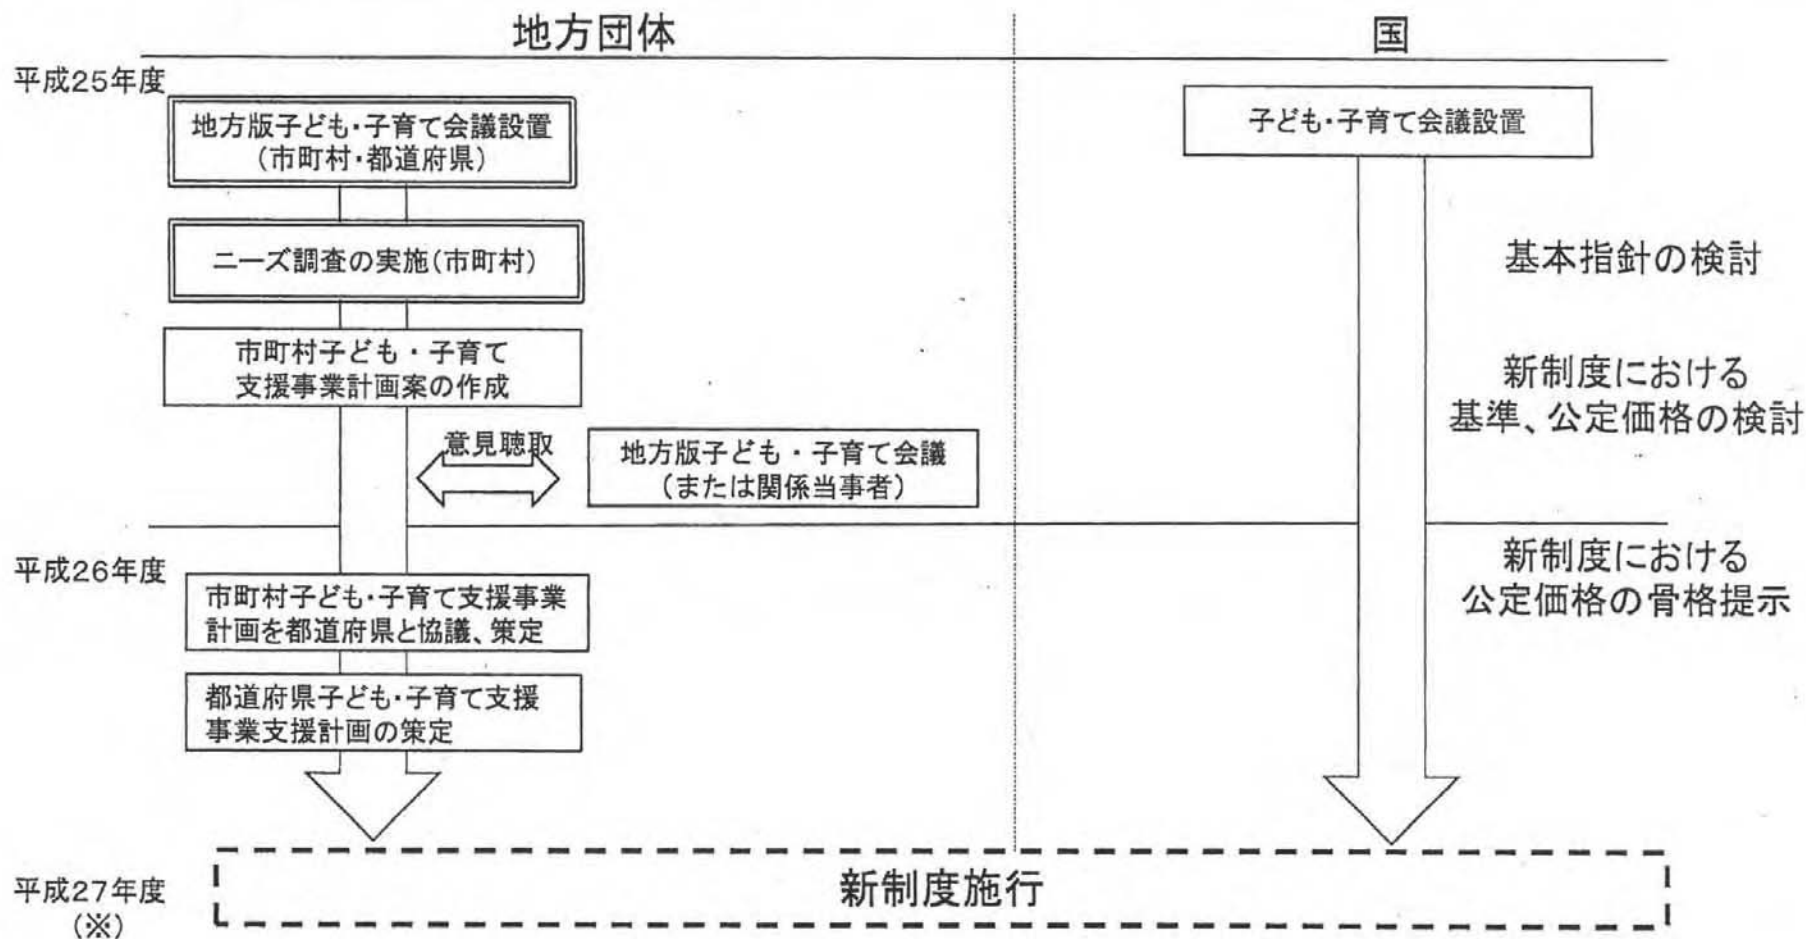 地方団体
国
平成25年度
地方版子ども・子育て会議設置
(市町村・都道府県)
子ども・子育て会議設置
ニーズ調査の実施(市町村)
基本指針の検討
市町村子ども・子育て
支援事業計画案の作成
新制度における
基準、公定価格の検討
意見聴取
地方版子ども・子育て会議
(または関係当事者)
平成26年度
市町村子ども・子育て支援事業
計画を都道府県と協議、策定
新制度における
公定価格の骨格提示
都道府県子ども・子育て支援
事業支援計画の策定
平成27年度
(※)
新制度施行